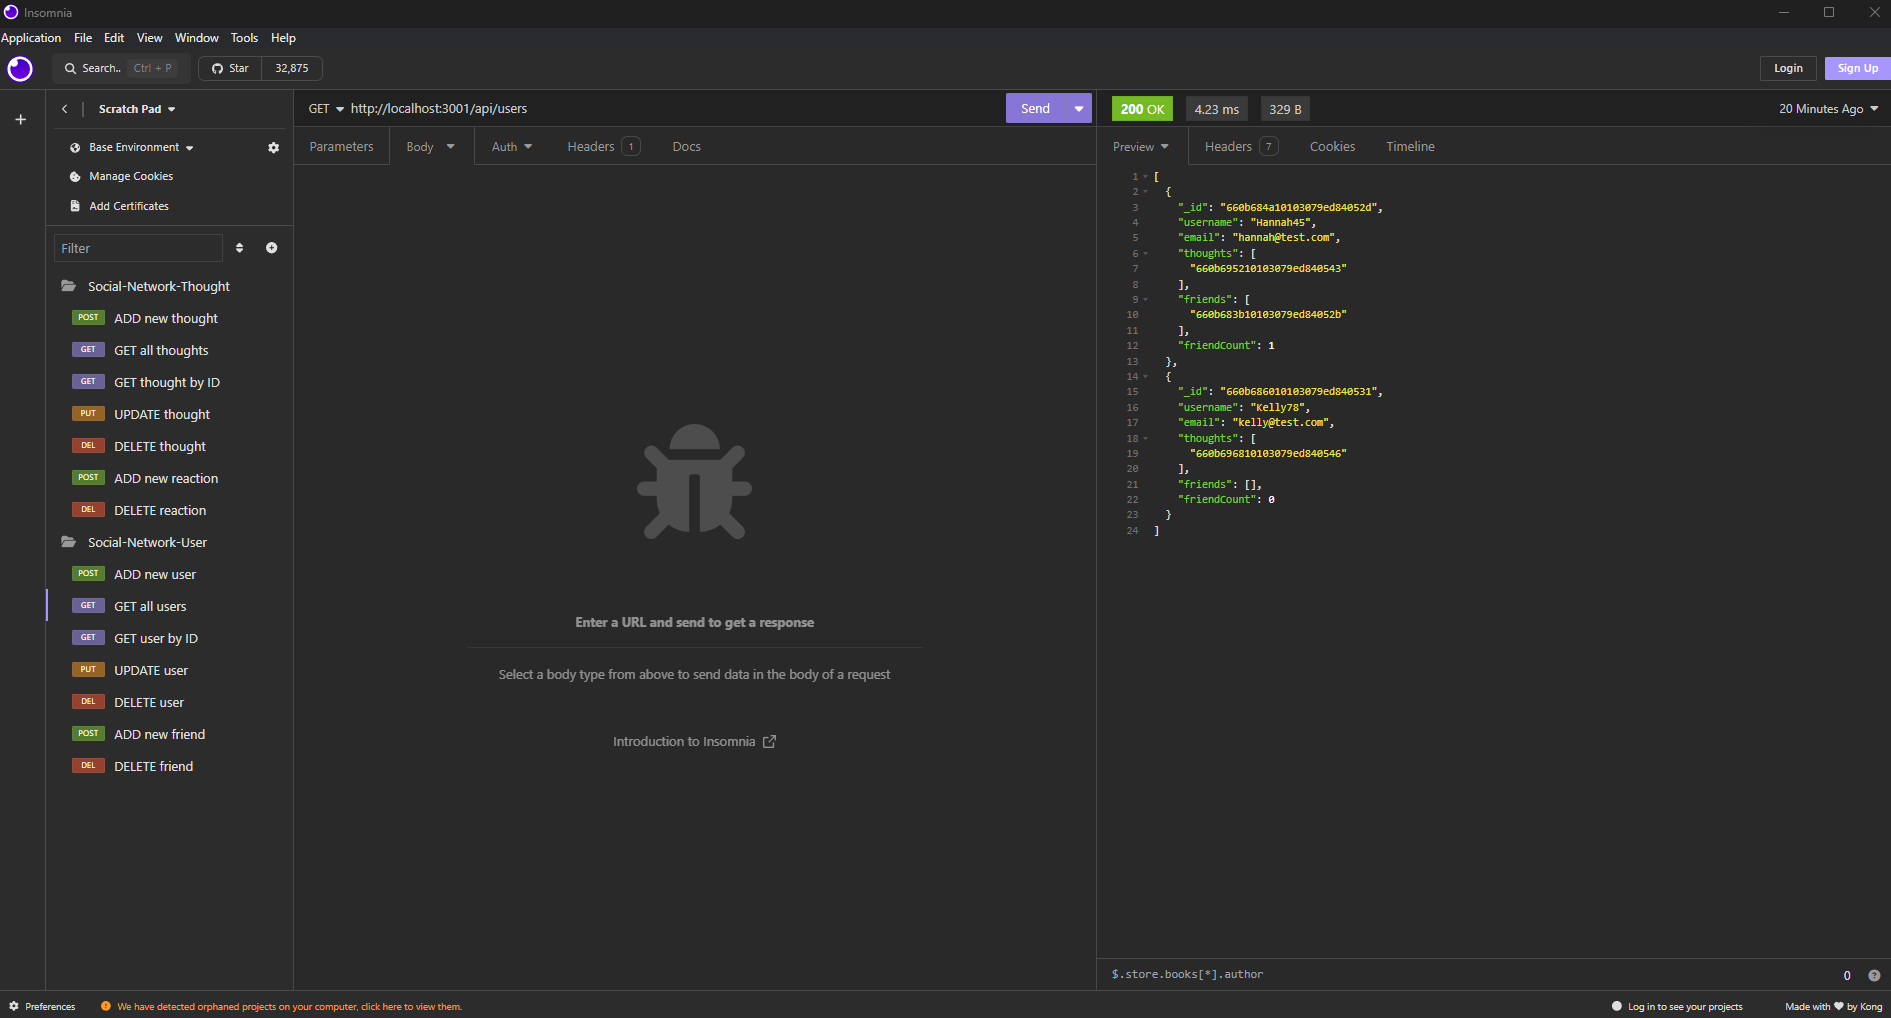 Insomnia
Application File Edit View Window Tools Help
Search.. Ctrl + P Star 32,875 Login Sign Up
Scratch Pad
Base Environment
Manage Cookies
Add Certificates
Filter
Social-Network-Thought
POST ADD new thought
GET GET all thoughts
GET GET thought by ID
PUT UPDATE thought
DEL DELETE thought
POST ADD new reaction
DEL DELETE reaction
Social-Network-User
POST ADD new user
GET GET all users
GET GET user by ID
PUT UPDATE user
DEL DELETE user
POST ADD new friend
DEL DELETE friend
GET http://localhost:3001/api/users Send
Parameters Body Auth Headers 1 Docs
Enter a URL and send to get a response
Select a body type from above to send data in the body of a request
Introduction to Insomnia
200 OK 4.23 ms 329 B 20 Minutes Ago
Preview Headers 7 Cookies Timeline
1 [
2 {
3 "_id": "660b684a10103079ed84052d",
4 "username": "Hannah45",
5 "email": "hannah@test.com",
6 "thoughts": [
7 "660b695210103079ed840543"
8 ],
9 "friends": [
10 "660b683b10103079ed84052b"
11 ],
12 "friendCount": 1
13 },
14 {
15 "_id": "660b686010103079ed840531",
16 "username": "Kelly78",
17 "email": "kelly@test.com",
18 "thoughts": [
19 "660b696810103079ed840546"
20 ],
21 "friends": [],
22 "friendCount": 0
23 }
24 ]
$.store.books[*].author 0 ?
Preferences ! We have detected orphaned projects on your computer, click here to view them. Log in to see your projects Made with ♥ by Kong